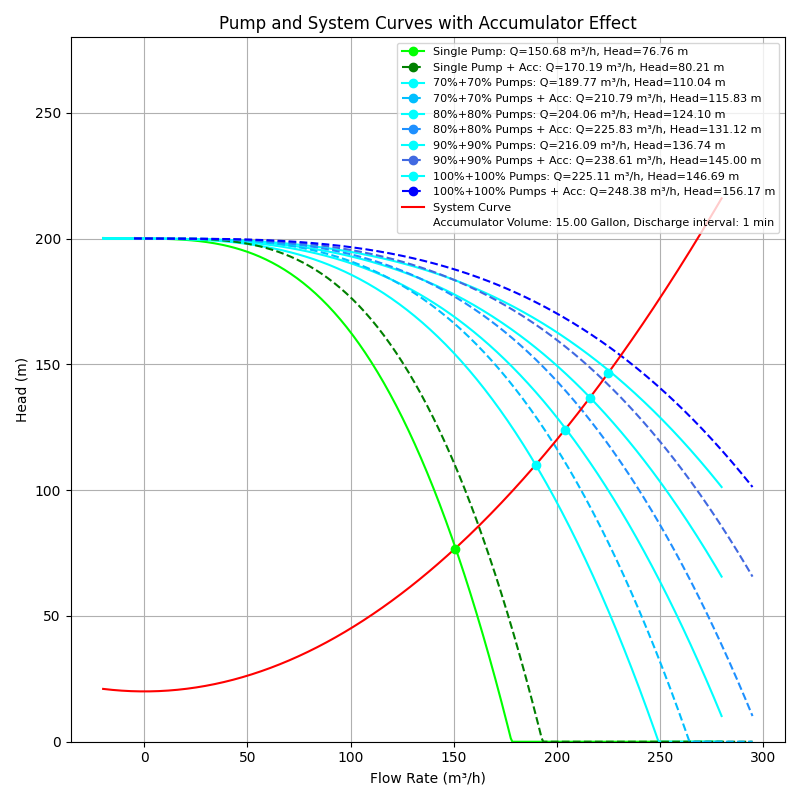 Pump and System Curves with Accumulator Effect
Single Pump: Q=150.68 m³/h, Head=76.76 m
Single Pump + Acc: Q=170.19 m³/h, Head=80.21 m
70%+70% Pumps: Q=189.77 m³/h, Head=110.04 m
70%+70% Pumps + Acc: Q=210.79 m³/h, Head=115.83 m
80%+80% Pumps: Q=204.06 m³/h, Head=124.10 m
80%+80% Pumps + Acc: Q=225.83 m³/h, Head=131.12 m
90%+90% Pumps: Q=216.09 m³/h, Head=136.74 m
90%+90% Pumps + Acc: Q=238.61 m³/h, Head=145.00 m
100%+100% Pumps: Q=225.11 m³/h, Head=146.69 m
100%+100% Pumps + Acc: Q=248.38 m³/h, Head=156.17 m
System Curve
Accumulator Volume: 15.00 Gallon, Discharge interval: 1 min
Head (m)
250
200
150
100
50
0
0 50 100 150 200 250 300
Flow Rate (m³/h)